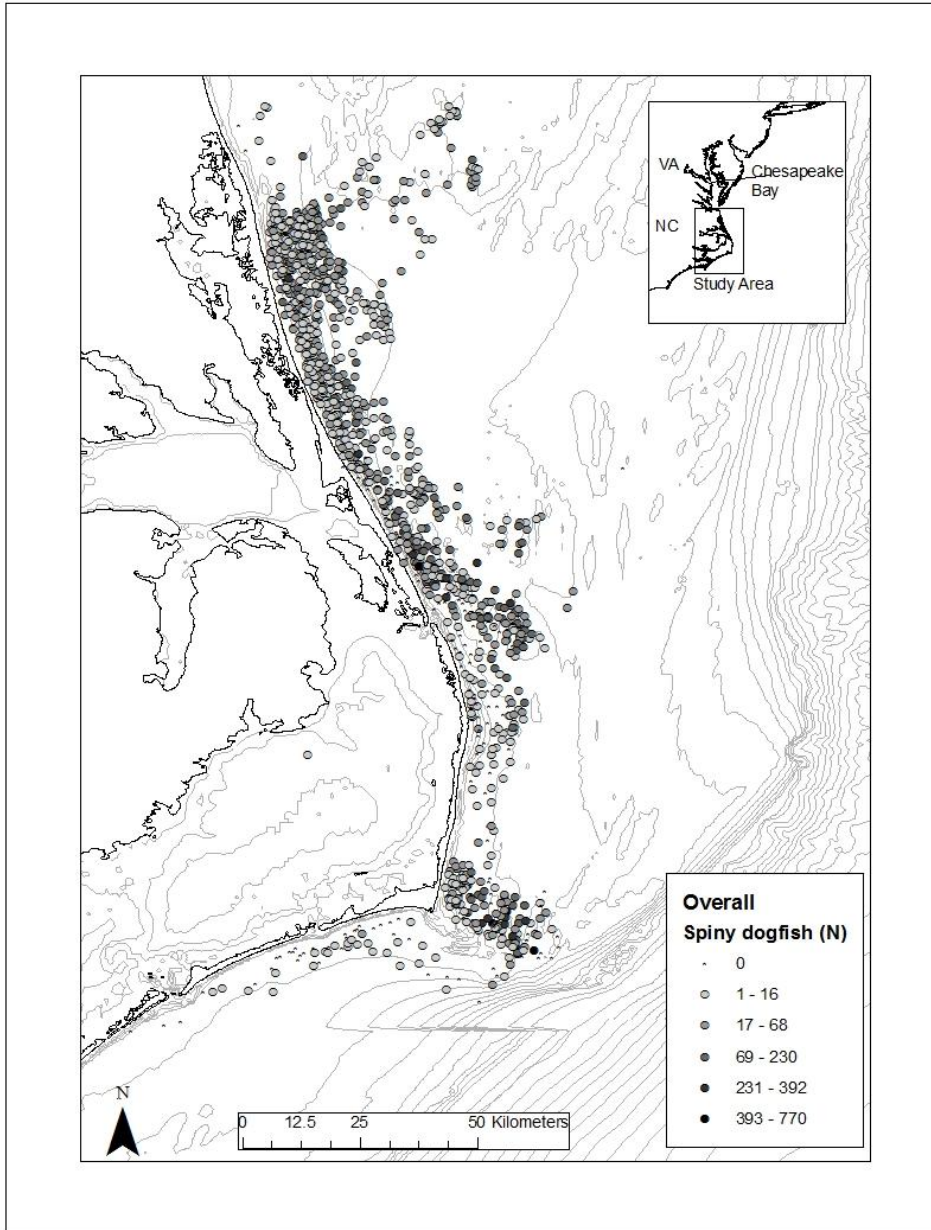 VA
Chesapeake
Bay
NC
Study Area
Overall
Spiny dogfish (N)
0
1 - 16
17 - 68
69 - 230
231 - 392
393 - 770
N
0 12.5 25 50 Kilometers